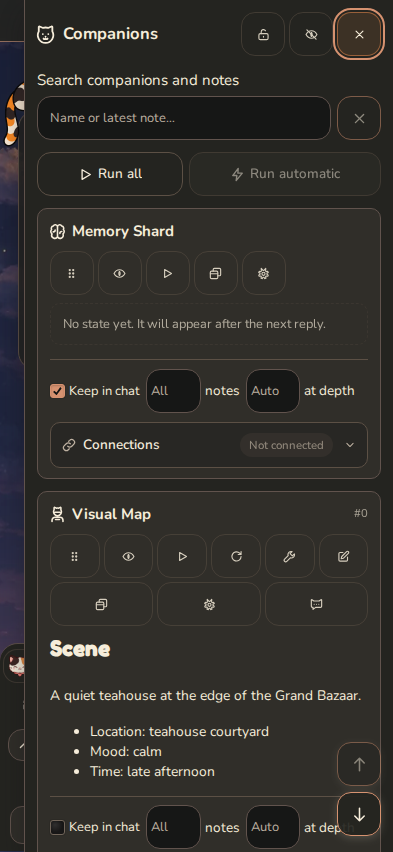 Companions
Search companions and notes
Name or latest note...
Run all
Run automatic
Memory Shard
No state yet. It will appear after the next reply.
Keep in chat All notes Auto at depth
Connections Not connected
Visual Map #0
Scene
A quiet teahouse at the edge of the Grand Bazaar.
• Location: teahouse courtyard
• Mood: calm
• Time: late afternoon
Keep in chat All notes Auto at depth